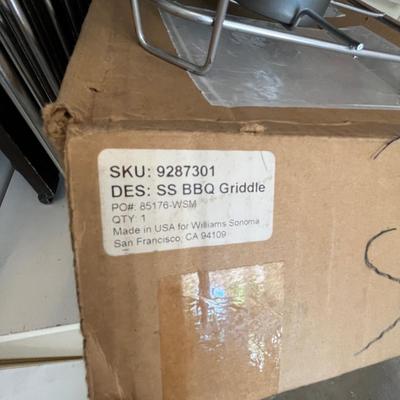 SKU: 9287301
DES: SS BBQ Griddle
PO#: 85176-WSM
QTY: 1
Made in USA for Williams Sonoma
San Francisco, CA 94109